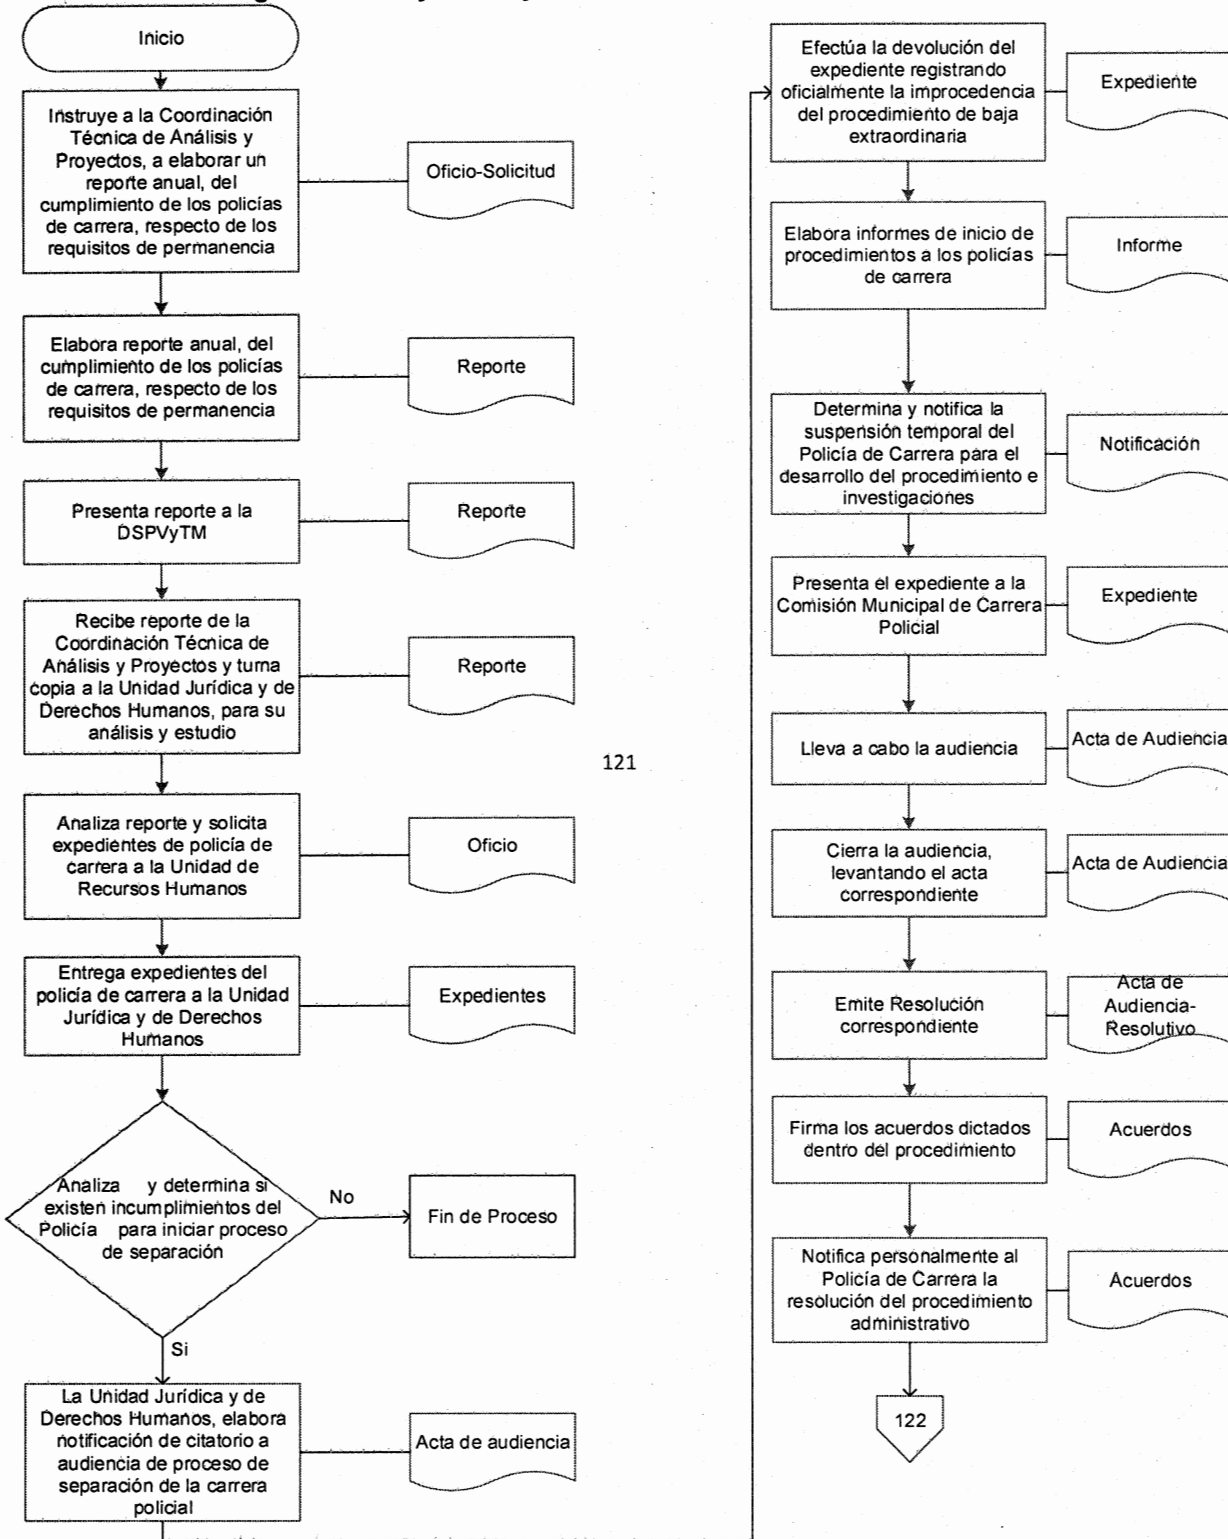 Inicio
Instruye a la Coordinación
Técnica de Análisis y
Proyectos, a elaborar un
reporte anual, del
cumplimiento de los policías
de carrera, respecto de los
requisitos de permanencia
Oficio-Solicitud
Elabora reporte anual, del
cumplimiento de los policías
de carrera, respecto de los
requisitos de permanencia
Reporte
Presenta reporte a la
DSPVyTM
Reporte
Recibe reporte de la
Coordinación Técnica de
Análisis y Proyectos y turna
copia a la Unidad Jurídica y de
Derechos Humanos, para su
análisis y estudio
Reporte
Analiza reporte y solicita
expedientes de policía de
carrera a la Unidad de
Recursos Humanos
Oficio
Entrega expedientes del
policía de carrera a la Unidad
Jurídica y de Derechos
Humanos
Expedientes
Analiza y determina si
existen incumplimientos del
Policía para iniciar proceso
de separación
No
Fin de Proceso
Si
La Unidad Jurídica y de
Derechos Humanos, elabora
notificación de citatorio a
audiencia de proceso de
separación de la carrera
policial
Acta de audiencia
121
Efectúa la devolución del
expediente registrando
oficialmente la improcedencia
del procedimiento de baja
extraordinaria
Expediente
Elabora informes de inicio de
procedimientos a los policías
de carrera
Informe
Determina y notifica la
suspensión temporal del
Policía de Carrera para el
desarrollo del procedimiento e
investigaciones
Notificación
Presenta el expediente a la
Comisión Municipal de Carrera
Policial
Expediente
Lleva a cabo la audiencia
Acta de Audiencia
Cierra la audiencia,
levantando el acta
correspondiente
Acta de Audiencia
Emite Resolución
correspondiente
Acta de
Audiencia-
Resolutivo
Firma los acuerdos dictados
dentro del procedimiento
Acuerdos
Notifica personalmente al
Policía de Carrera la
resolución del procedimiento
administrativo
Acuerdos
122